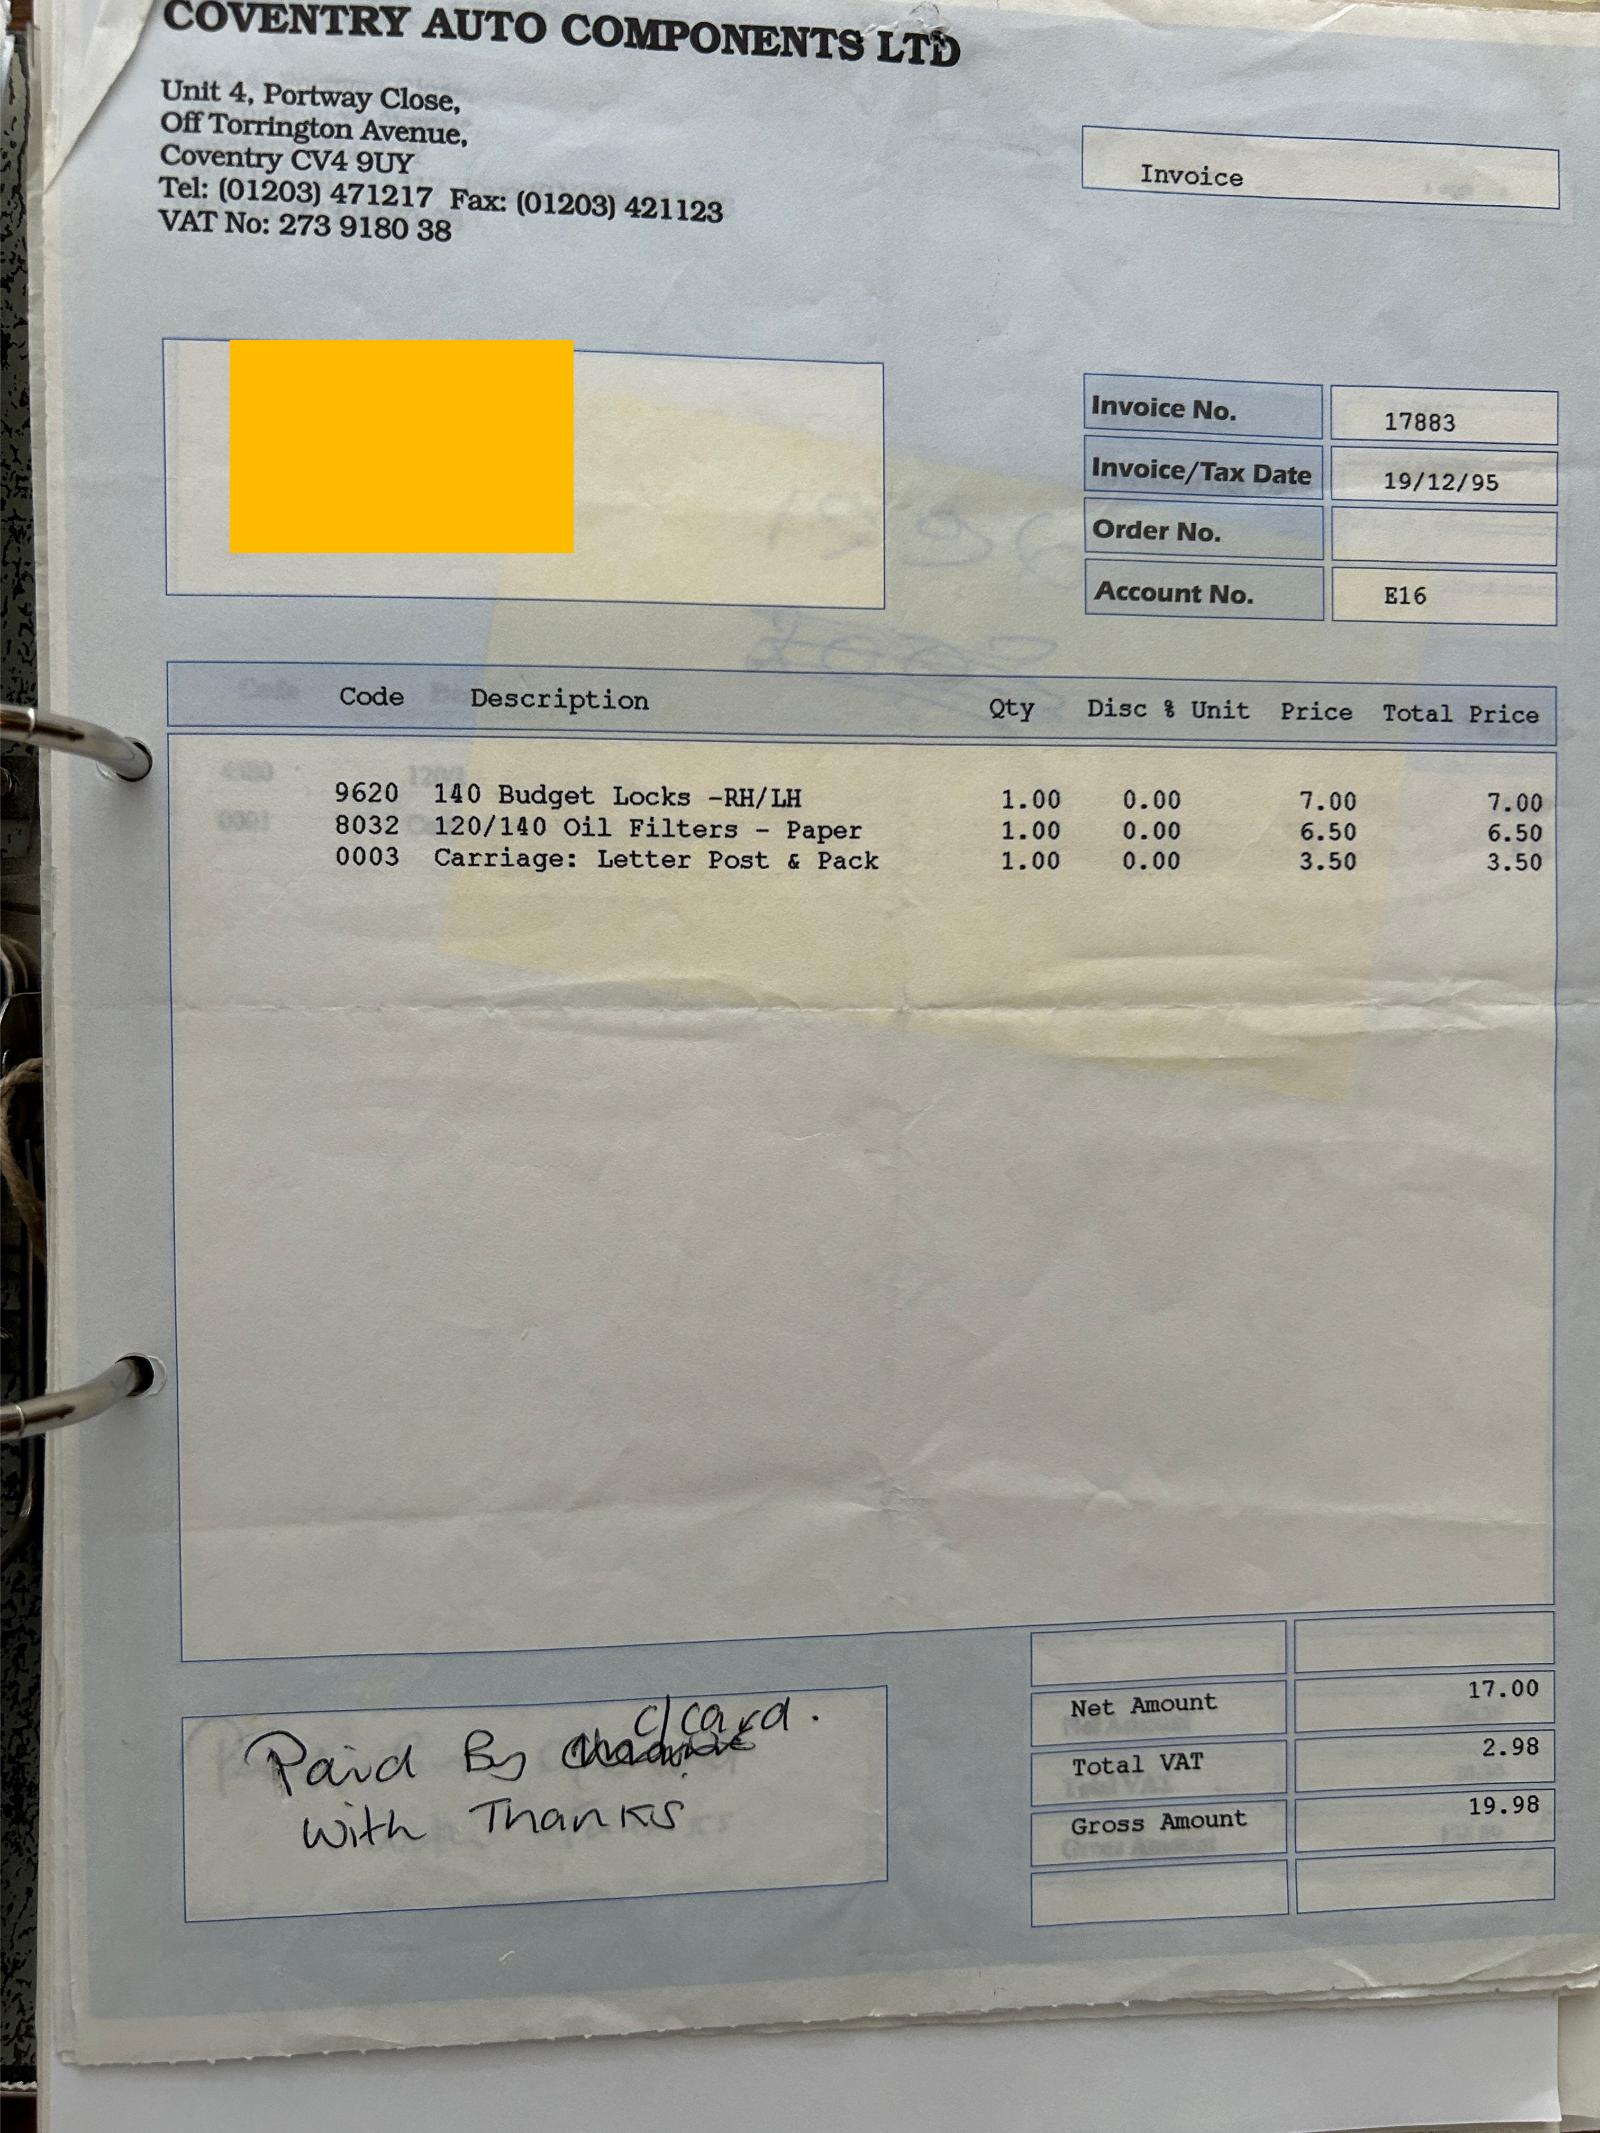 COVENTRY AUTO COMPONENTS LTD
Unit 4, Portway Close,
Off Torrington Avenue,
Coventry CV4 9UY
Tel: (01203) 471217 Fax: (01203) 421123
VAT No: 273 9180 38
Invoice
Invoice No. 17883
Invoice/Tax Date 19/12/95
Order No.
Account No. E16
Code Description Qty Disc % Unit Price Total Price
9620 140 Budget Locks -RH/LH 1.00 0.00 7.00 7.00
8032 120/140 Oil Filters - Paper 1.00 0.00 6.50 6.50
0003 Carriage: Letter Post & Pack 1.00 0.00 3.50 3.50
Net Amount 17.00
Total VAT 2.98
Gross Amount 19.98
Paid By c/card.
With Thanks